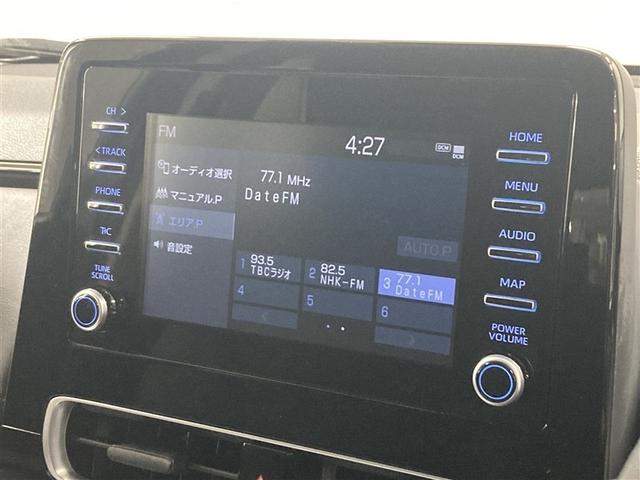 CH >
< TRACK
PHONE
T&C
TUNE
SCROLL
FM
4:27
DCM
DCM
オーディオ選択
マニュアル.P
エリア.P
音設定
77.1 MHz
DateFM
AUTO.P
1 93.5 TBCラジオ
2 82.5 NHK-FM
3 77.1 DateFM
4
5
6
HOME
MENU
AUDIO
MAP
POWER
VOLUME